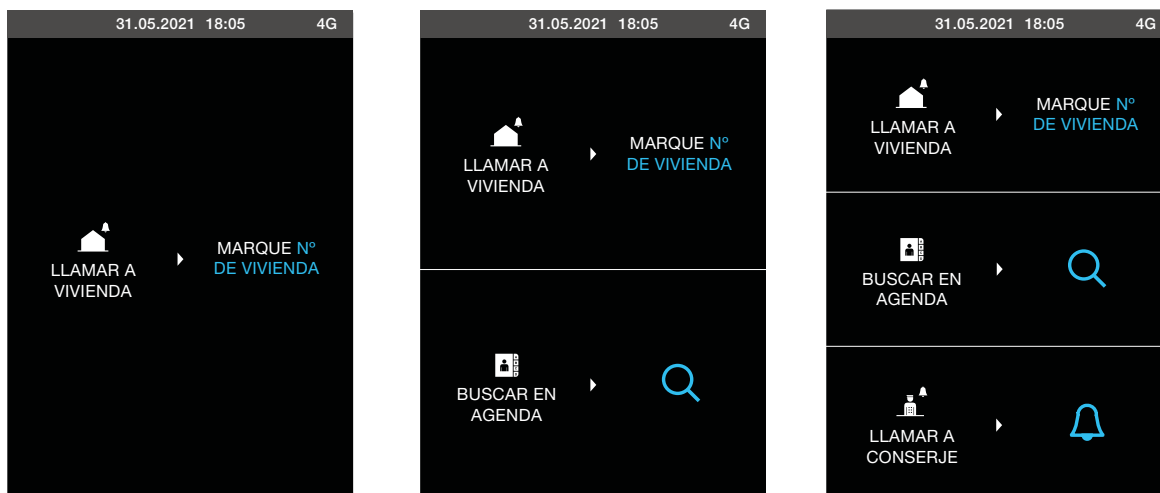 31.05.2021 18:05 4G
LLAMAR A
VIVIENDA
MARQUE Nº
DE VIVIENDA
31.05.2021 18:05 4G
LLAMAR A
VIVIENDA
MARQUE Nº
DE VIVIENDA
BUSCAR EN
AGENDA
31.05.2021 18:05 4G
LLAMAR A
VIVIENDA
MARQUE Nº
DE VIVIENDA
BUSCAR EN
AGENDA
LLAMAR A
CONSERJE